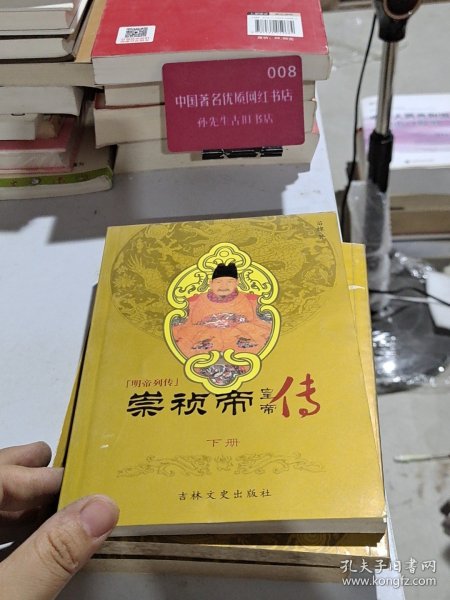 008
中国著名优质网红书店
孙先生古旧书店
「明帝列传」
崇祯帝皇帝传
下册
吉林文史出版社
孔夫子旧书网
www.kongfz.com